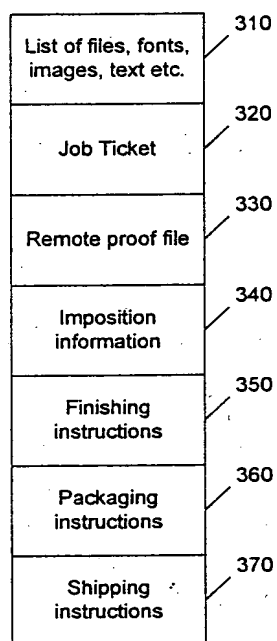 List of files, fonts,
images, text etc.
310
Job Ticket
320
Remote proof file
330
Imposition
information
340
Finishing
instructions
350
Packaging
instructions
360
Shipping
instructions
370